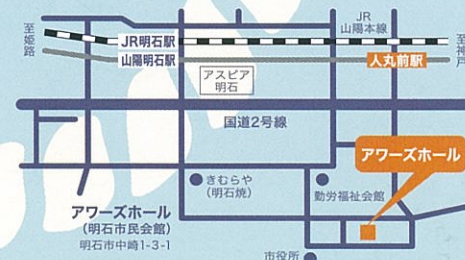 至姫路
JR明石駅
山陽明石駅
JR
山陽本線
人丸前駅
至神戸
アスピア
明石
国道2号線
アワーズホール
きむらや
(明石焼)
勤労福祉会館
アワーズホール
(明石市民会館)
明石市中崎1-3-1
市役所